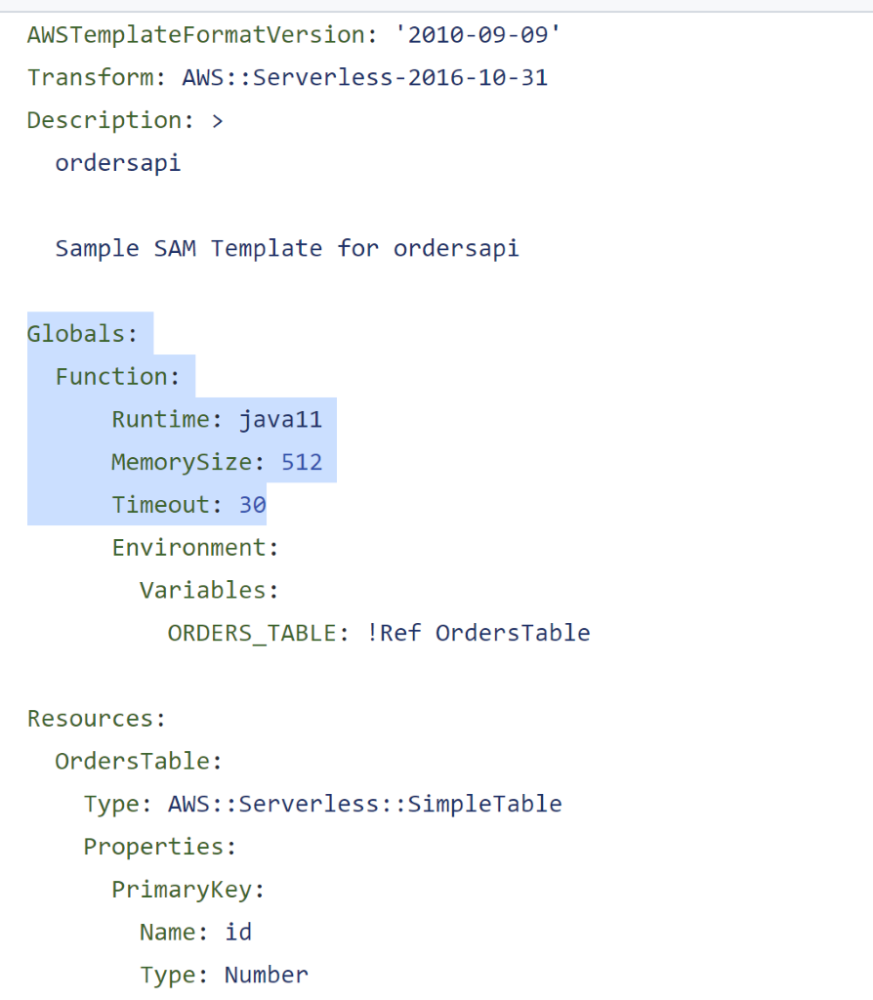 AWSTemplateFormatVersion: '2010-09-09'
Transform: AWS::Serverless-2016-10-31
Description: >
  ordersapi

  Sample SAM Template for ordersapi

Globals:
  Function:
      Runtime: java11
      MemorySize: 512
      Timeout: 30
      Environment:
        Variables:
          ORDERS_TABLE: !Ref OrdersTable

Resources:
  OrdersTable:
    Type: AWS::Serverless::SimpleTable
    Properties:
      PrimaryKey:
        Name: id
        Type: Number